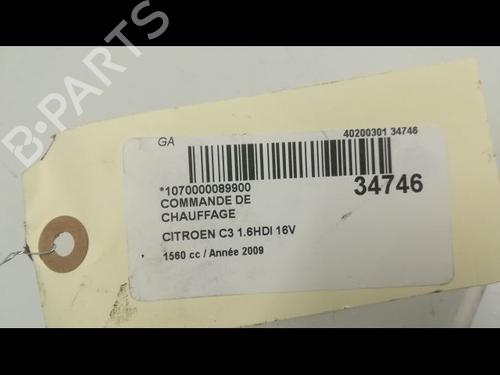 B-PARTS
GA
40200301 34746
*1070000089900
34746
COMMANDE DE
CHAUFFAGE
CITROEN C3 1.6HDI 16V
1560 cc / Année 2009